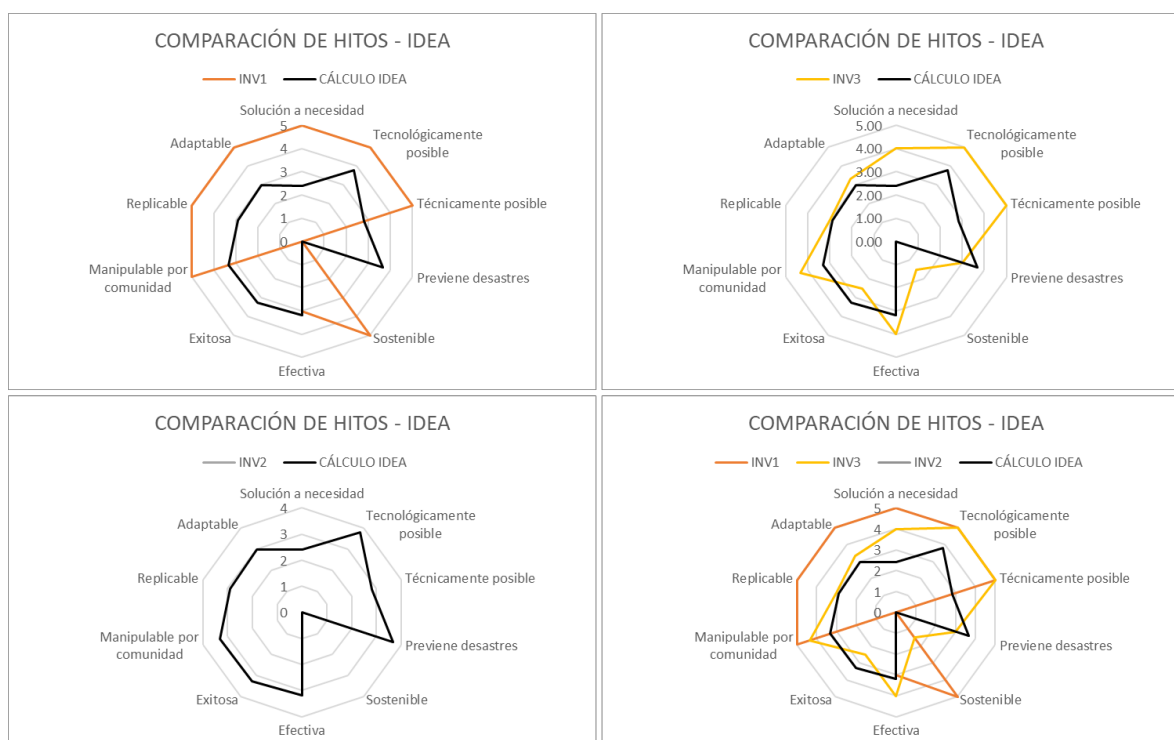 COMPARACIÓN DE HITOS - IDEA
INV1 CÁLCULO IDEA
Solución a necesidad
Tecnológicamente
posible
Técnicamente posible
Previene desastres
Sostenible
Efectiva
Exitosa
Manipulable por
comunidad
Replicable
Adaptable
5
4
3
2
1
0
COMPARACIÓN DE HITOS - IDEA
INV3 CÁLCULO IDEA
Solución a necesidad
Tecnológicamente
posible
Técnicamente posible
Previene desastres
Sostenible
Efectiva
Exitosa
Manipulable por
comunidad
Replicable
Adaptable
5.00
4.00
3.00
2.00
1.00
0.00
COMPARACIÓN DE HITOS - IDEA
INV2 CÁLCULO IDEA
Solución a necesidad
Tecnológicamente
posible
Técnicamente posible
Previene desastres
Sostenible
Efectiva
Exitosa
Manipulable por
comunidad
Replicable
Adaptable
4
3
2
1
0
COMPARACIÓN DE HITOS - IDEA
INV1 INV3 INV2 CÁLCULO IDEA
Solución a necesidad
Tecnológicamente
posible
Técnicamente posible
Previene desastres
Sostenible
Efectiva
Exitosa
Manipulable por
comunidad
Replicable
Adaptable
5
4
3
2
1
0